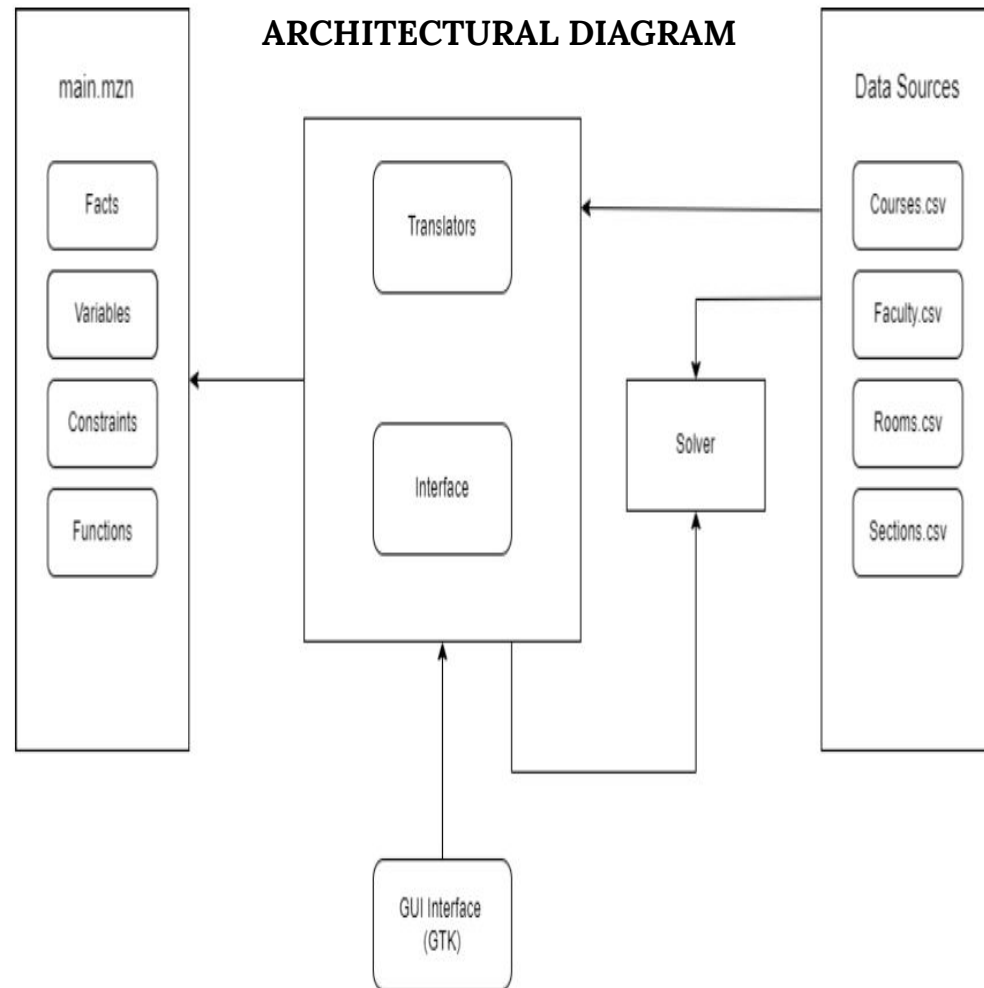 ARCHITECTURAL DIAGRAM
main.mzn
Facts
Variables
Constraints
Functions
Translators
Interface
GUI Interface
(GTK)
Solver
Data Sources
Courses.csv
Faculty.csv
Rooms.csv
Sections.csv